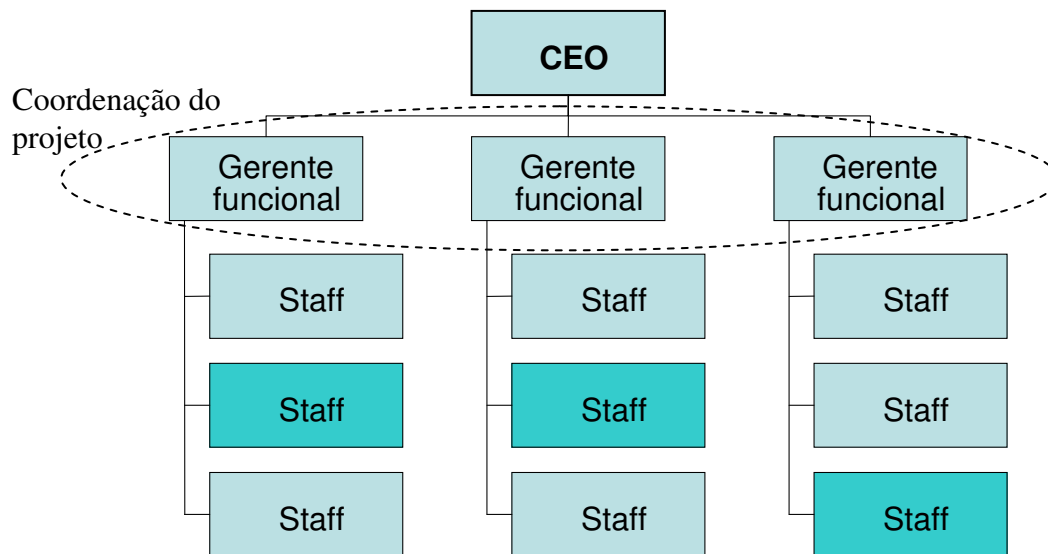 CEO
Coordenação do
projeto
Gerente
funcional
Gerente
funcional
Gerente
funcional
Staff
Staff
Staff
Staff
Staff
Staff
Staff
Staff
Staff